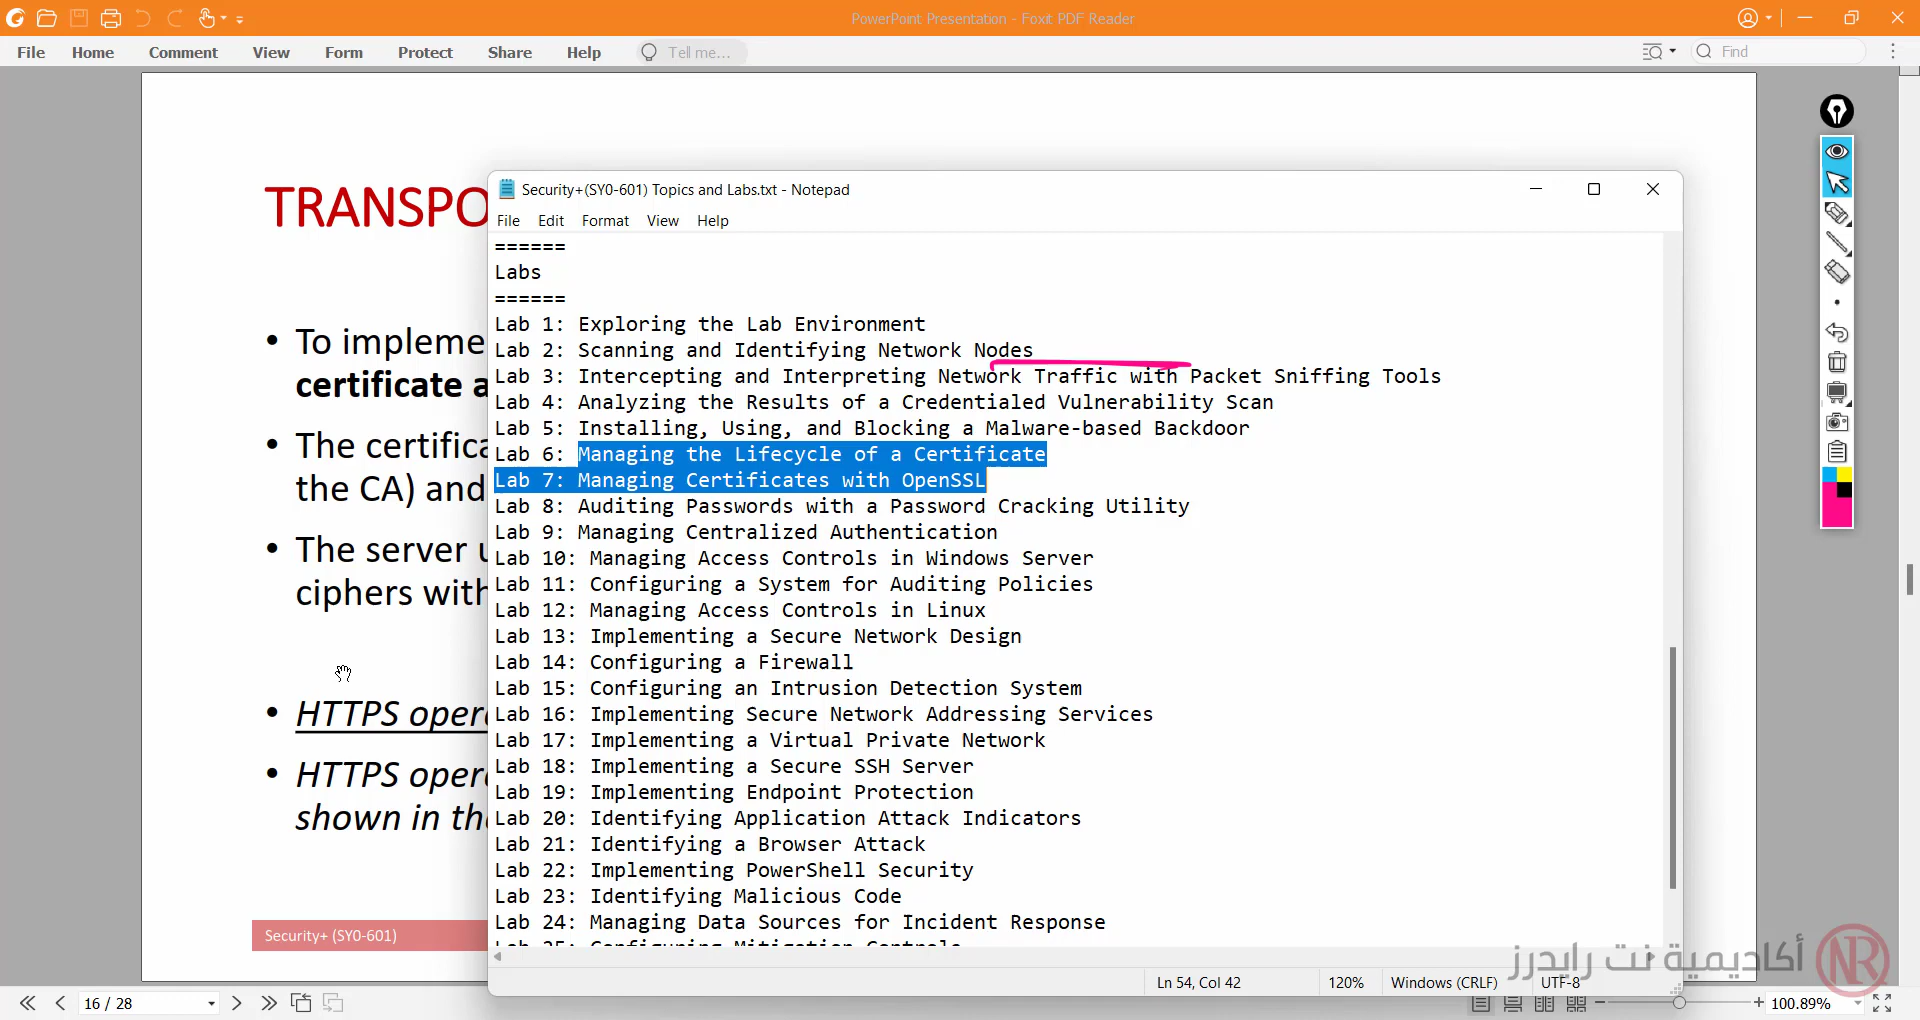 PowerPoint Presentation - Foxit PDF Reader
File Home Comment View Form Protect Share Help Tell me... Find
TRANSPO
• To impleme
certificate a
• The certifica
the CA) and
• The server u
ciphers with
• HTTPS oper
• HTTPS oper
shown in th
Security+ (SY0-601)
Security+(SY0-601) Topics and Labs.txt - Notepad
File Edit Format View Help
======
Labs
======
Lab 1: Exploring the Lab Environment
Lab 2: Scanning and Identifying Network Nodes
Lab 3: Intercepting and Interpreting Network Traffic with Packet Sniffing Tools
Lab 4: Analyzing the Results of a Credentialed Vulnerability Scan
Lab 5: Installing, Using, and Blocking a Malware-based Backdoor
Lab 6: Managing the Lifecycle of a Certificate
Lab 7: Managing Certificates with OpenSSL
Lab 8: Auditing Passwords with a Password Cracking Utility
Lab 9: Managing Centralized Authentication
Lab 10: Managing Access Controls in Windows Server
Lab 11: Configuring a System for Auditing Policies
Lab 12: Managing Access Controls in Linux
Lab 13: Implementing a Secure Network Design
Lab 14: Configuring a Firewall
Lab 15: Configuring an Intrusion Detection System
Lab 16: Implementing Secure Network Addressing Services
Lab 17: Implementing a Virtual Private Network
Lab 18: Implementing a Secure SSH Server
Lab 19: Implementing Endpoint Protection
Lab 20: Identifying Application Attack Indicators
Lab 21: Identifying a Browser Attack
Lab 22: Implementing PowerShell Security
Lab 23: Identifying Malicious Code
Lab 24: Managing Data Sources for Incident Response
Lab 25: Configuring Mitigation Controls
Ln 54, Col 42 120% Windows (CRLF) UTF-8
أكاديمية نت رايدرز NR
16 / 28 100.89%